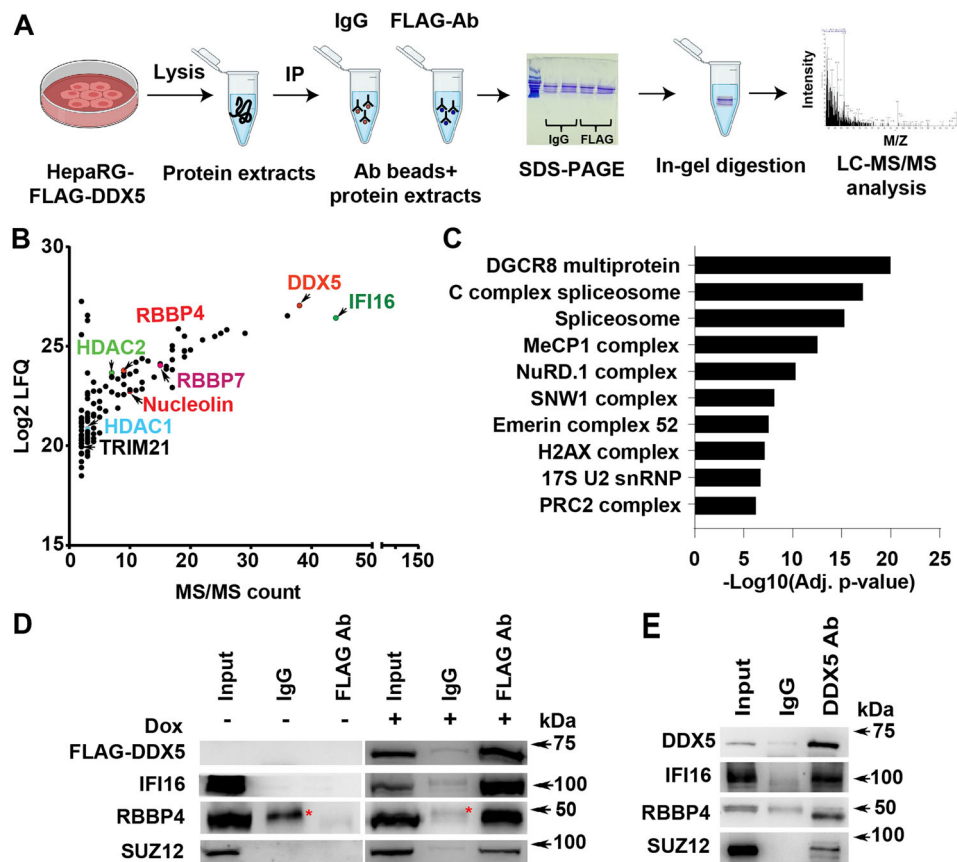 A
IgG FLAG-Ab
Lysis IP
Intensity
M/Z
IgG FLAG
HepaRG-
FLAG-DDX5
Protein extracts
Ab beads+
protein extracts
SDS-PAGE
In-gel digestion
LC-MS/MS
analysis
B
30
25
20
15
Log2 LFQ
DDX5
IFI16
RBBP4
HDAC2
RBBP7
Nucleolin
HDAC1
TRIM21
0 10 20 30 40 50 150
MS/MS count
C
DGCR8 multiprotein
C complex spliceosome
Spliceosome
MeCP1 complex
NuRD.1 complex
SNW1 complex
Emerin complex 52
H2AX complex
17S U2 snRNP
PRC2 complex
0 5 10 15 20 25
-Log10(Adj. p-value)
D
Input IgG FLAG Ab Input IgG FLAG Ab
Dox - - - + + + kDa
FLAG-DDX5 75
IFI16 100
RBBP4 * * 50
SUZ12 100
E
Input IgG DDX5 Ab
kDa
DDX5 75
IFI16 100
RBBP4 50
SUZ12 100